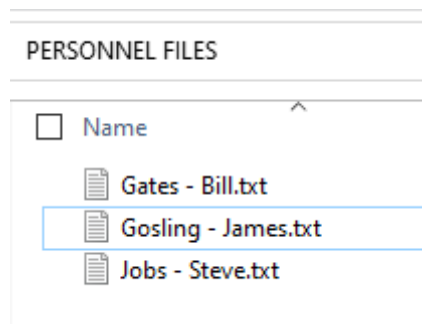 PERSONNEL FILES
Name
Gates - Bill.txt
Gosling - James.txt
Jobs - Steve.txt